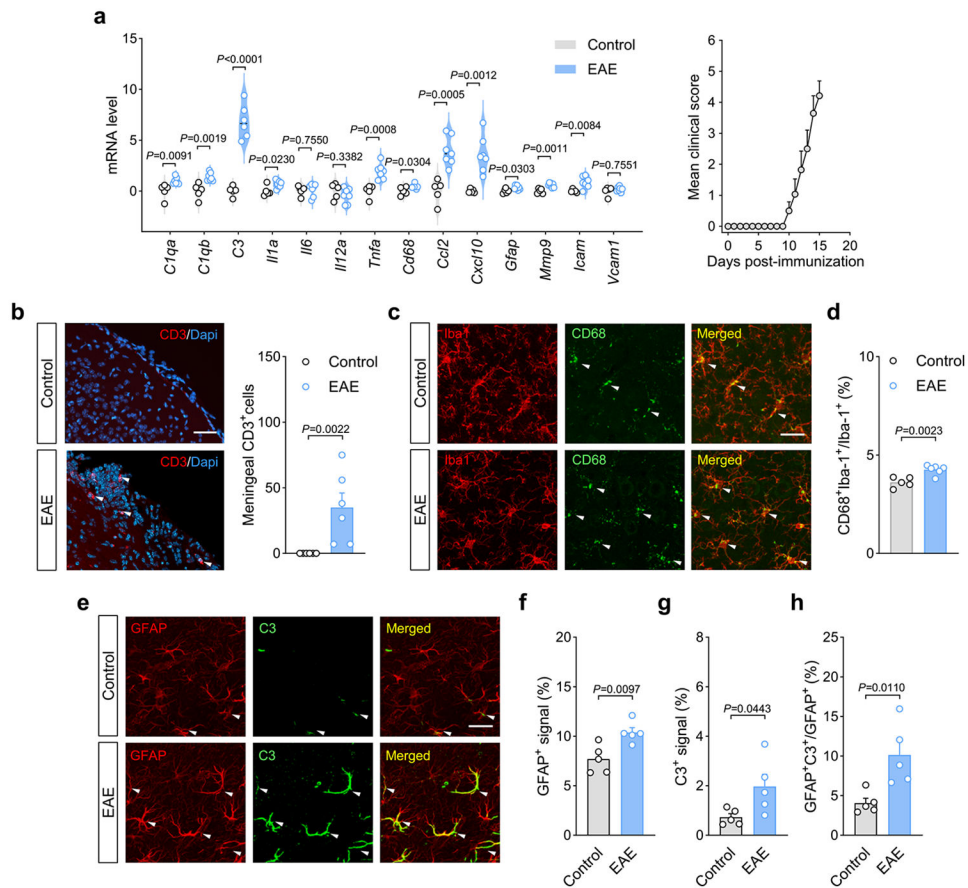 a
mRNA level
15
10
5
0
Control
EAE
P=0.0091
P=0.0019
P<0.0001
P=0.0230
P=0.7550
P=0.3382
P=0.0008
P=0.0304
P=0.0005
P=0.0012
P=0.0303
P=0.0011
P=0.0084
P=0.7551
C1qa
C1qb
C3
Il1a
Il6
Il12a
Tnfa
Cd68
Ccl2
Cxcl10
Gfap
Mmp9
Icam
Vcam1
Mean clinical score
6
5
4
3
2
1
0
0 5 10 15 20
Days post-immunization
b
Control
CD3/Dapi
EAE
CD3/Dapi
Meningeal CD3+cells
150
100
50
0
Control
EAE
P=0.0022
c
Control
Iba1
CD68
Merged
EAE
Iba1
CD68
Merged
d
CD68+Iba-1+/Iba-1+ (%)
10
5
0
Control
EAE
P=0.0023
e
Control
GFAP
C3
Merged
EAE
GFAP
C3
Merged
f
GFAP+ signal (%)
20
15
10
5
0
P=0.0097
Control
EAE
g
C3+ signal (%)
8
6
4
2
0
P=0.0443
Control
EAE
h
GFAP+C3+/GFAP+ (%)
20
15
10
5
0
P=0.0110
Control
EAE